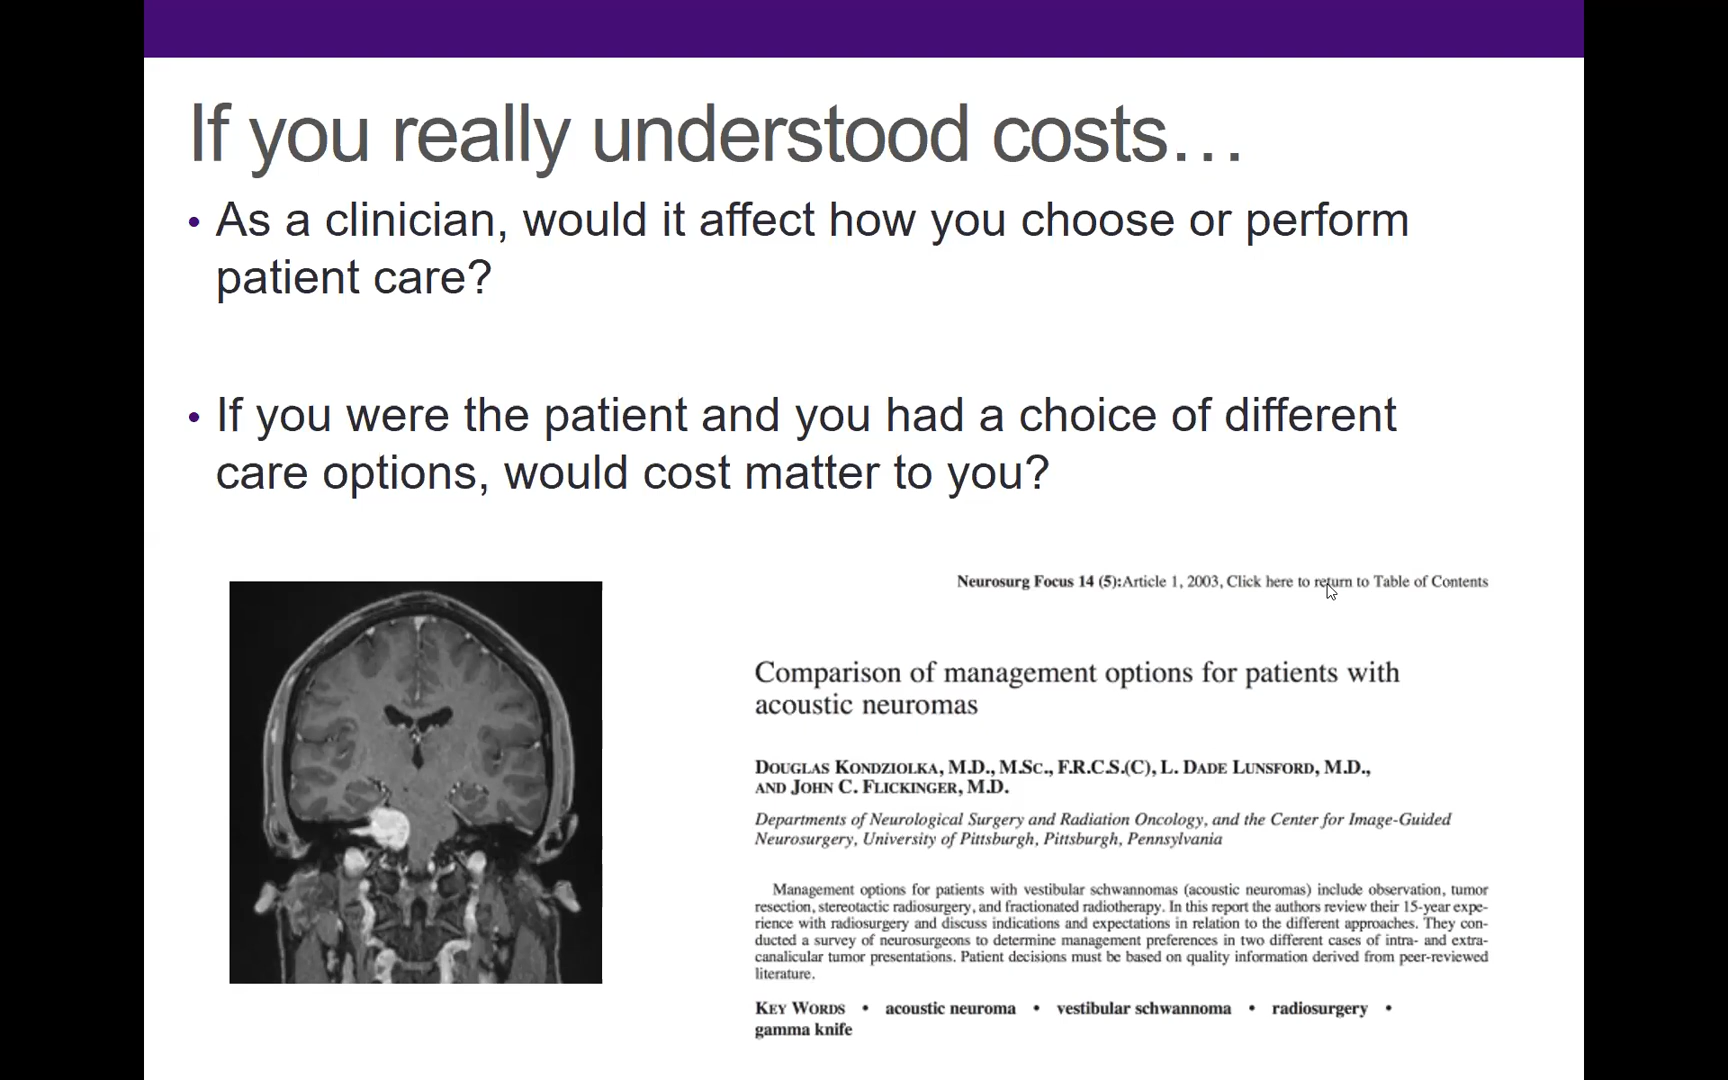 If you really understood costs…
• As a clinician, would it affect how you choose or perform
patient care?
• If you were the patient and you had a choice of different
care options, would cost matter to you?
Neurosurg Focus 14 (5):Article 1, 2003, Click here to return to Table of Contents
Comparison of management options for patients with
acoustic neuromas
DOUGLAS KONDZIOLKA, M.D., M.SC., F.R.C.S.(C), L. DADE LUNSFORD, M.D.,
AND JOHN C. FLICKINGER, M.D.
Departments of Neurological Surgery and Radiation Oncology, and the Center for Image-Guided
Neurosurgery, University of Pittsburgh, Pittsburgh, Pennsylvania
Management options for patients with vestibular schwannomas (acoustic neuromas) include observation, tumor
resection, stereotactic radiosurgery, and fractionated radiotherapy. In this report the authors review their 15-year expe-
rience with radiosurgery and discuss indications and expectations in relation to the different approaches. They con-
ducted a survey of neurosurgeons to determine management preferences in two different cases of intra- and extra-
canalicular tumor presentations. Patient decisions must be based on quality information derived from peer-reviewed
literature.
KEY WORDS • acoustic neuroma • vestibular schwannoma • radiosurgery •
gamma knife